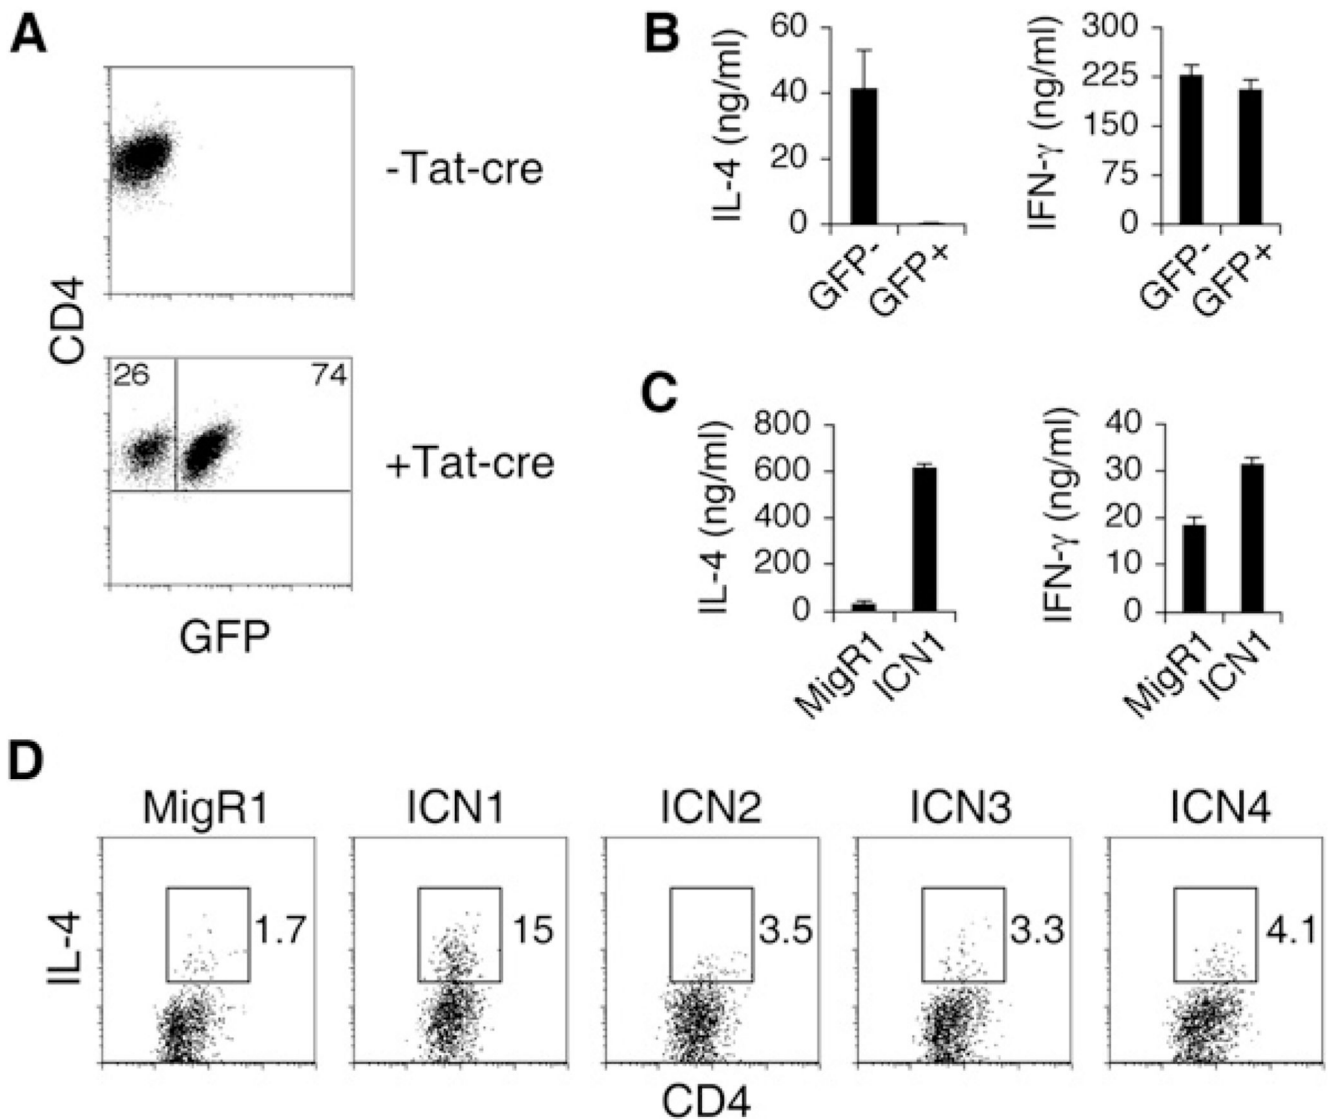 A
CD4
-Tat-cre
26 74
+Tat-cre
GFP
B
IL-4 (ng/ml)
60
40
20
0
GFP- GFP+
IFN-γ (ng/ml)
300
225
150
75
0
GFP- GFP+
C
IL-4 (ng/ml)
800
600
400
200
0
MigR1 ICN1
IFN-γ (ng/ml)
40
30
20
10
0
MigR1 ICN1
D
MigR1 ICN1 ICN2 ICN3 ICN4
IL-4
1.7 15 3.5 3.3 4.1
CD4